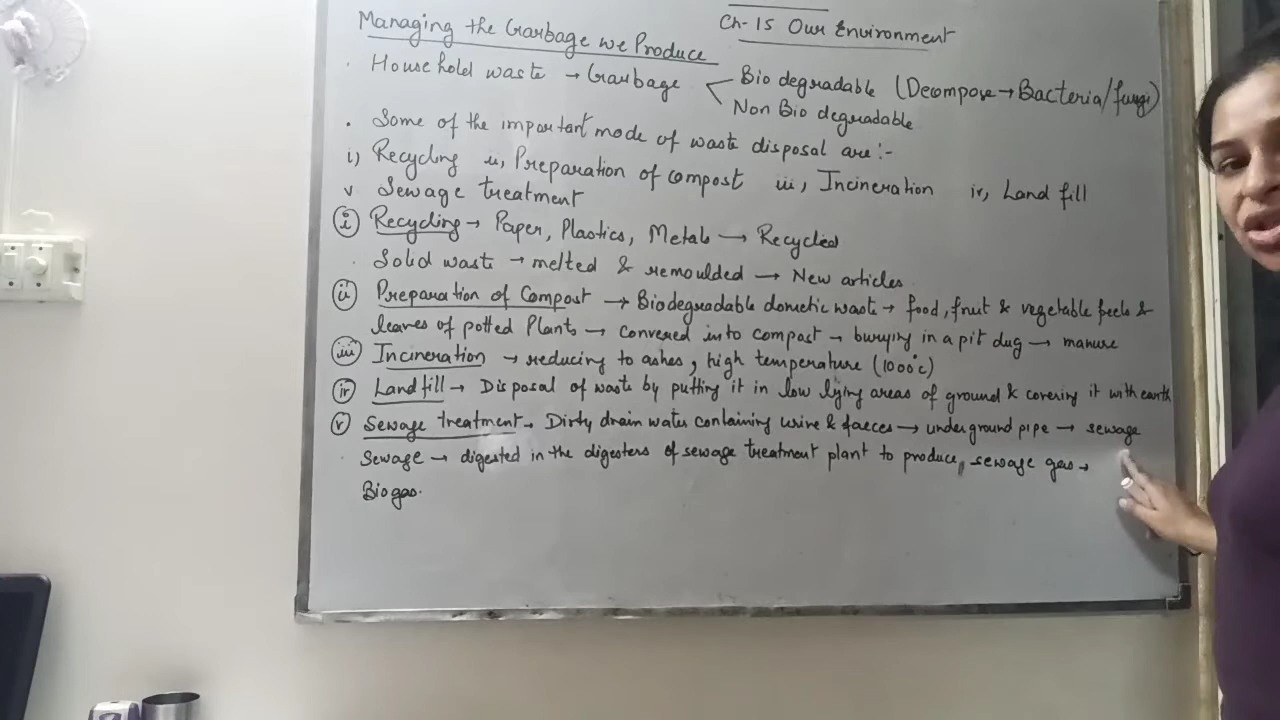 Ch-15 Our Environment
Managing the Garbage we Produce
. Household waste → Garbage < Bio degradable (Decompose → Bacteria/fungi)
Non Bio degradable
. Some of the important mode of waste disposal are :-
i) Recycling ii, Preparation of compost iii, Incineration iv, Land fill
v Sewage treatment
(i) Recycling → Paper, Plastics, Metals → Recycled
. Solid waste → melted & remoulded → New articles.
(ii) Preparation of Compost → Biodegradable dometic waste → food, fruit & vegetable peels &
leaves of potted Plants → convered into compost → burying in a pit dug → manure
(iii) Incineration → reducing to ashes, high temperature (1000°c)
(iv) Landfill → Disposal of waste by putting it in low lying areas of ground & covering it with earth
(v) Sewage treatment → Dirty drain water containing urine & faeces → underground pipe → sewage
. Sewage → digested in the digesters of sewage treatment plant to produce, sewage gas →
Biogas.